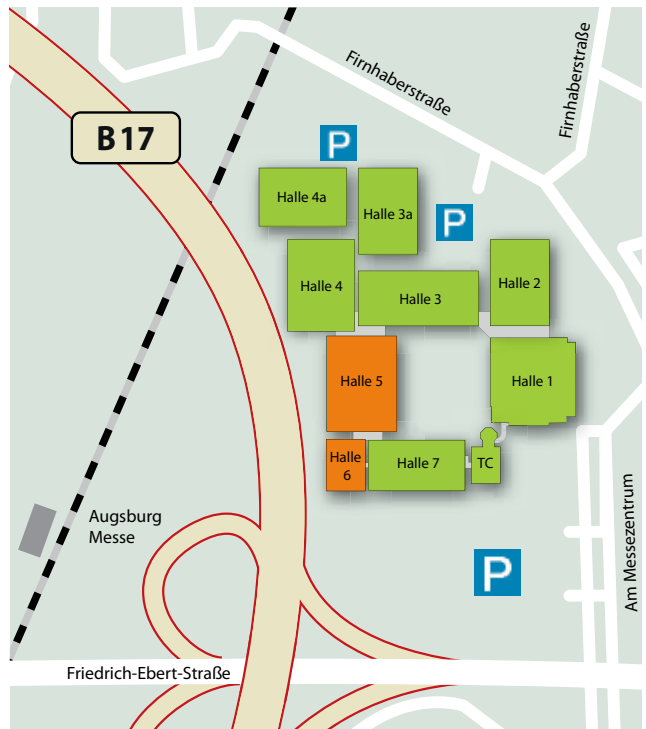 Firnhaberstraße
Firnhaberstraße
B17
P
Halle 4a
Halle 3a
P
Halle 4
Halle 3
Halle 2
Halle 5
Halle 1
Halle
6
Halle 7
TC
Augsburg
Messe
P
Am Messezentrum
Friedrich-Ebert-Straße